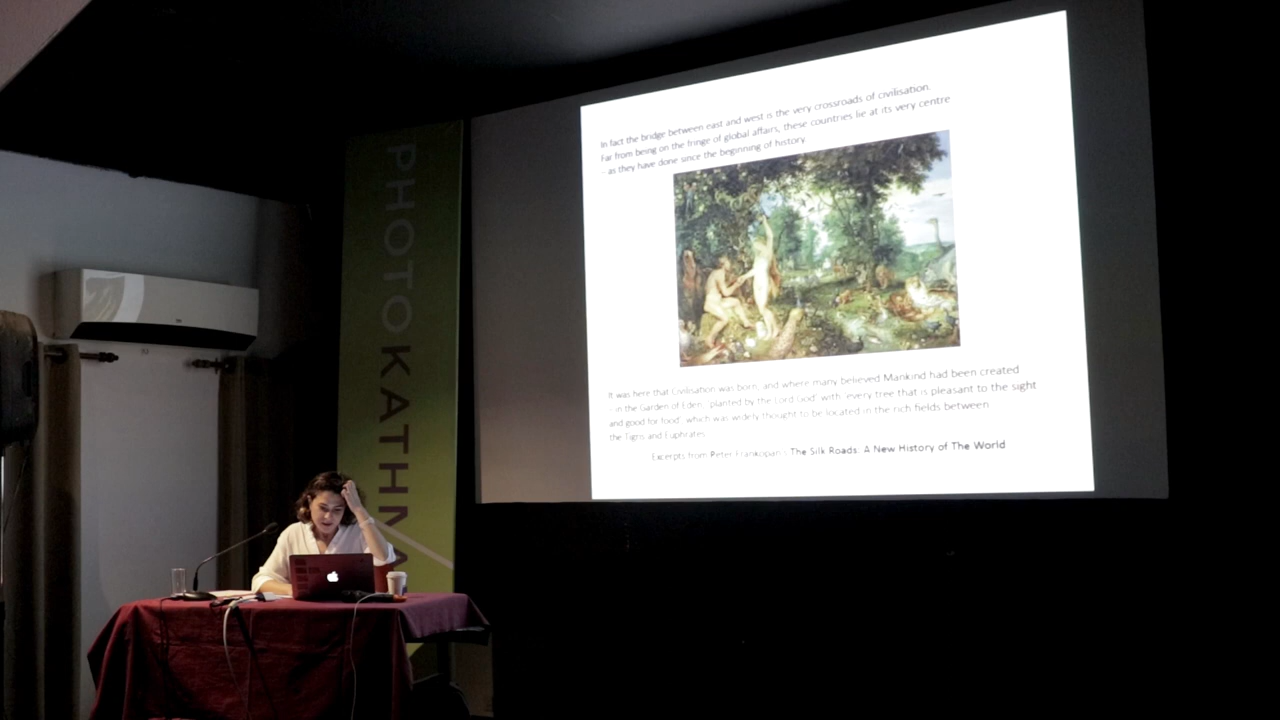 In fact the bridge between east and west is the very crossroads of civilisation.
Far from being on the fringe of global affairs, these countries lie at its very centre
- as they have done since the beginning of history.
It was here that Civilisation was born, and where many believed Mankind had been created
- in the Garden of Eden: 'planted by the Lord God' with 'every tree that is pleasant to the sight
and good for food', which was widely thought to be located in the rich fields between
the Tigris and Euphrates.
Excerpts from Peter Frankopan's The Silk Roads: A New History of The World
PHOTOKATHMA